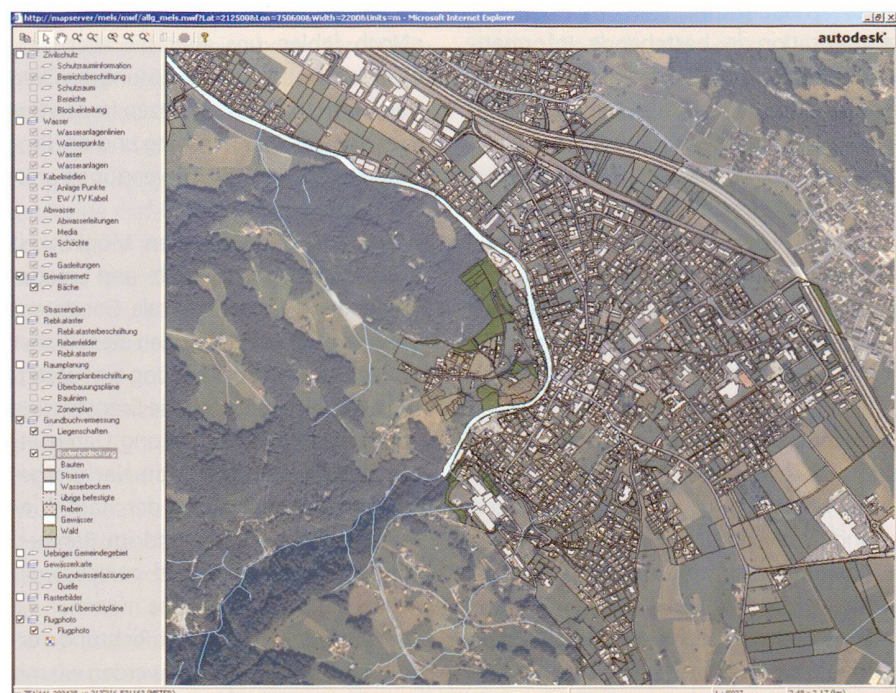 http://mapserver/mels/mwf/allg_mels.mwf?Lat=212500&Lon=750600&Width=2200&Units=m - Microsoft Internet Explorer
autodesk
Zivilschutz
Schutzrauminformation
Bereichsbeschriftung
Schutzraum
Bereiche
Blockeinteilung
Wasser
Wasseranlagenlinien
Wasserpunkte
Wasser
Wasseranlagen
Kabelmedien
Anlage Punkte
EW / TV Kabel
Abwasser
Abwasserleitungen
Media
Schächte
Gas
Gasleitungen
Gewässernetz
Bäche
Strassenplan
Rebkataster
Rebkatasterbeschriftung
Rebenfelder
Rebkataster
Raumplanung
Zonenplanbeschriftung
Überbauungspläne
Baulinien
Zonenplan
Grundbuchvermessung
Liegenschaften
Bodenbedeckung
Bauten
Strassen
Wasserbecken
übrige befestigte
Reben
Gewässer
Wald
Uebriges Gemeindegebiet
Gewässerkarte
Grundwasserfassungen
Quelle
Rasterbilder
Kant Übersichtpläne
Flugphoto
Flugphoto